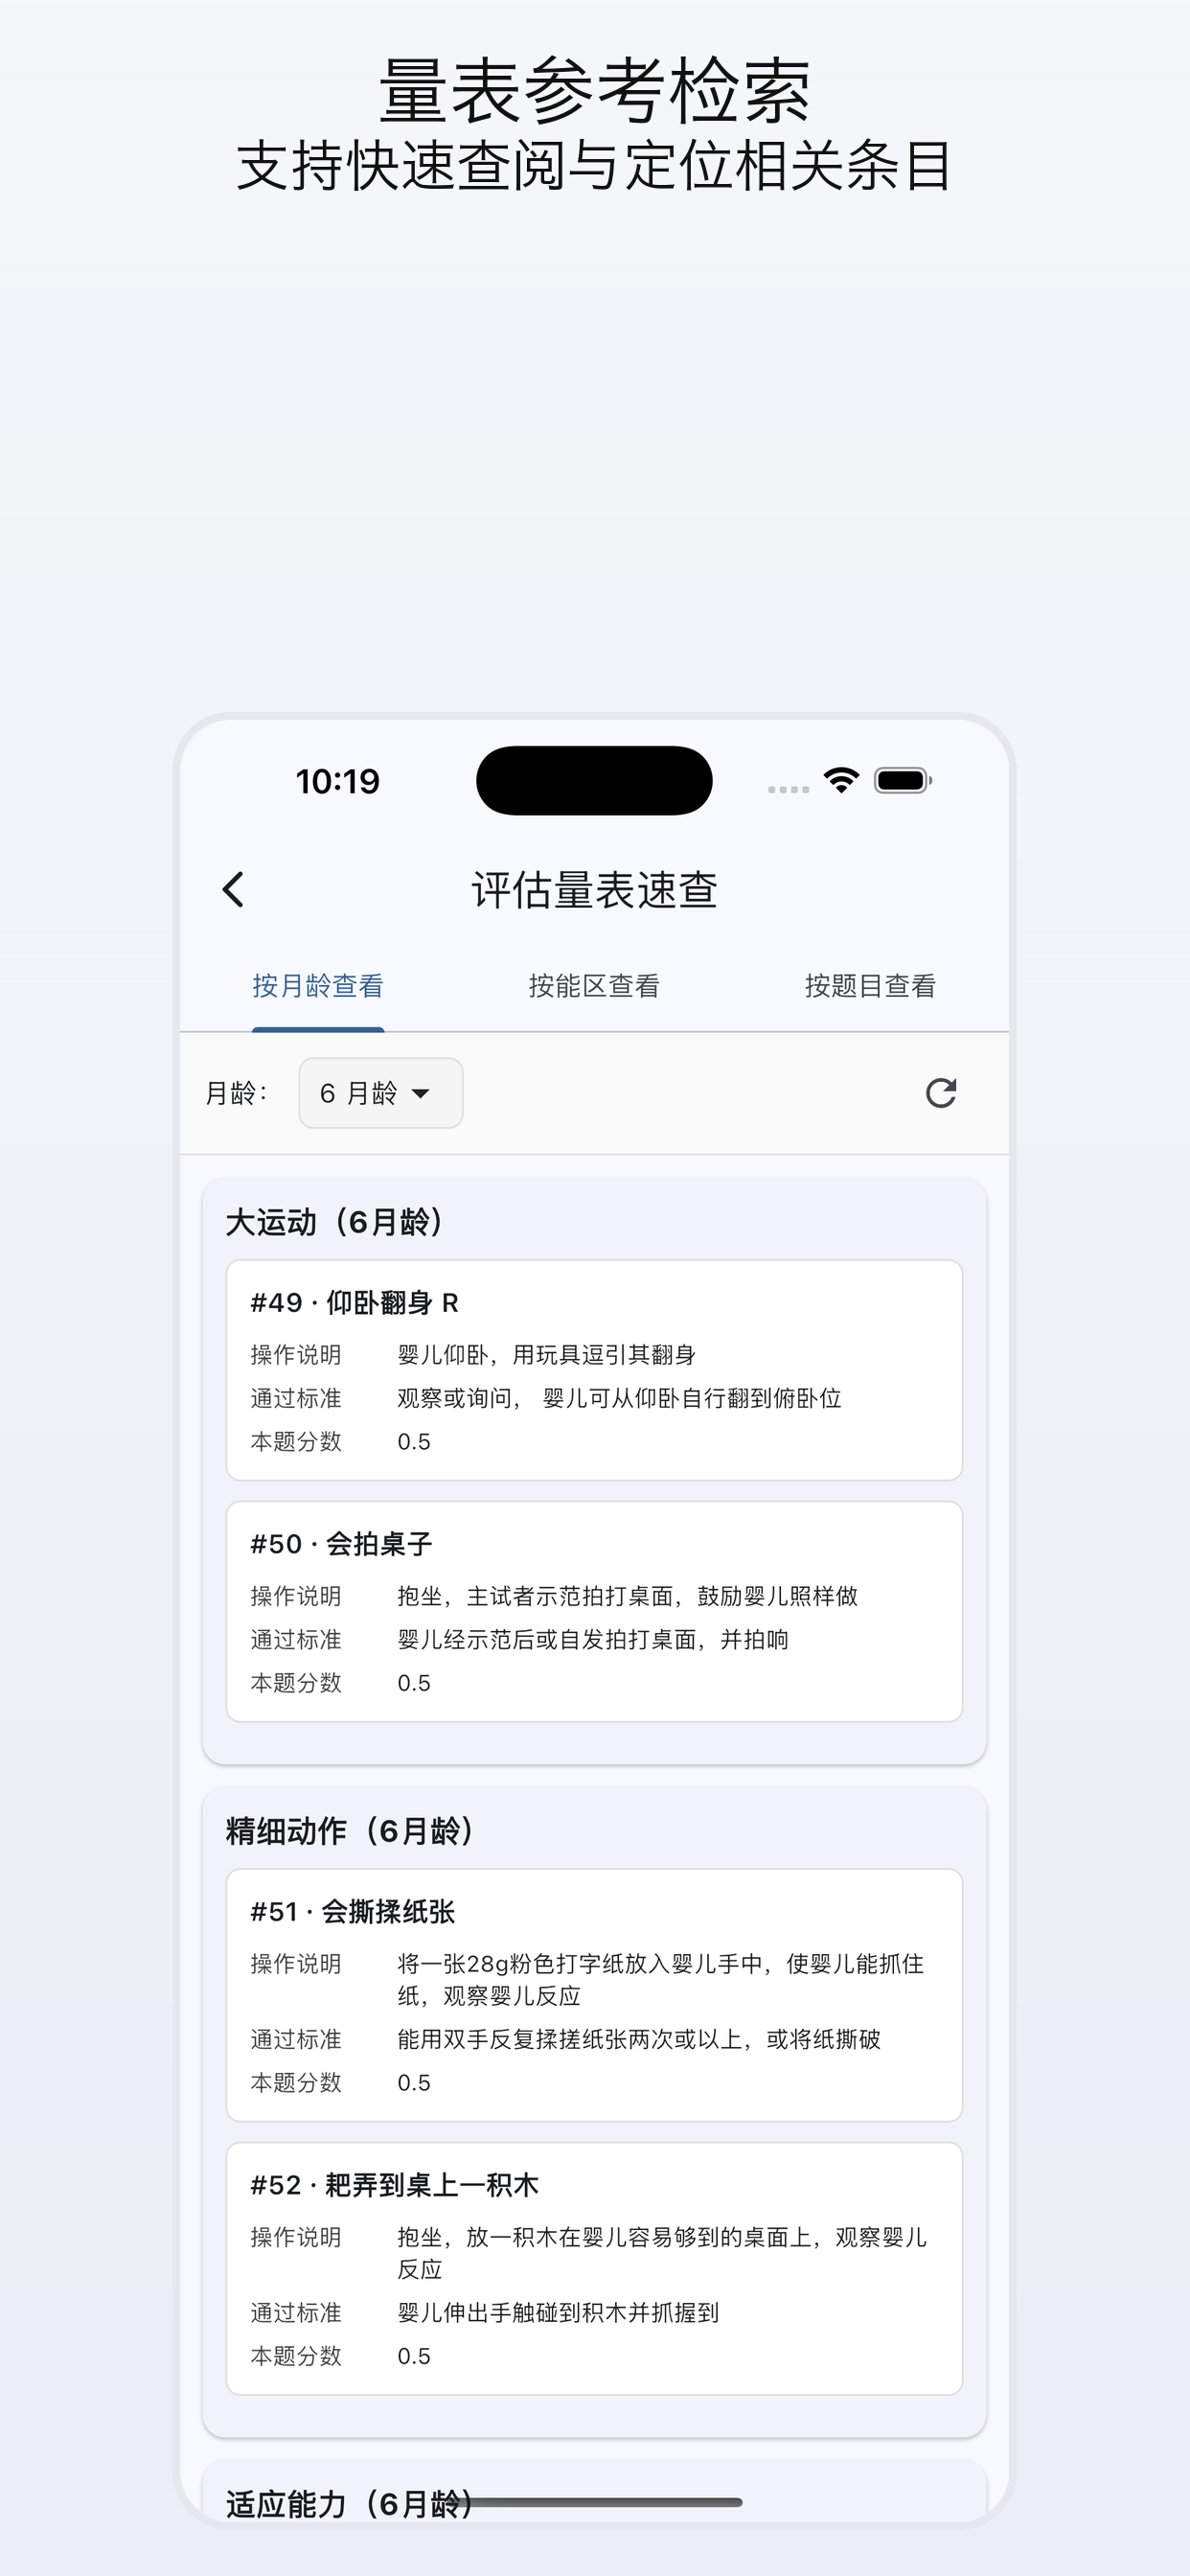 量表参考检索
支持快速查阅与定位相关条目
10:19
评估量表速查
按月龄查看 按能区查看 按题目查看
月龄： 6 月龄
大运动（6月龄）
#49 · 仰卧翻身 R
操作说明 婴儿仰卧，用玩具逗引其翻身
通过标准 观察或询问， 婴儿可从仰卧自行翻到俯卧位
本题分数 0.5
#50 · 会拍桌子
操作说明 抱坐，主试者示范拍打桌面，鼓励婴儿照样做
通过标准 婴儿经示范后或自发拍打桌面，并拍响
本题分数 0.5
精细动作（6月龄）
#51 · 会撕揉纸张
操作说明 将一张28g粉色打字纸放入婴儿手中，使婴儿能抓住
纸，观察婴儿反应
通过标准 能用双手反复揉搓纸张两次或以上，或将纸撕破
本题分数 0.5
#52 · 耙弄到桌上一积木
操作说明 抱坐，放一积木在婴儿容易够到的桌面上，观察婴儿
反应
通过标准 婴儿伸出手触碰到积木并抓握到
本题分数 0.5
适应能力（6月龄）